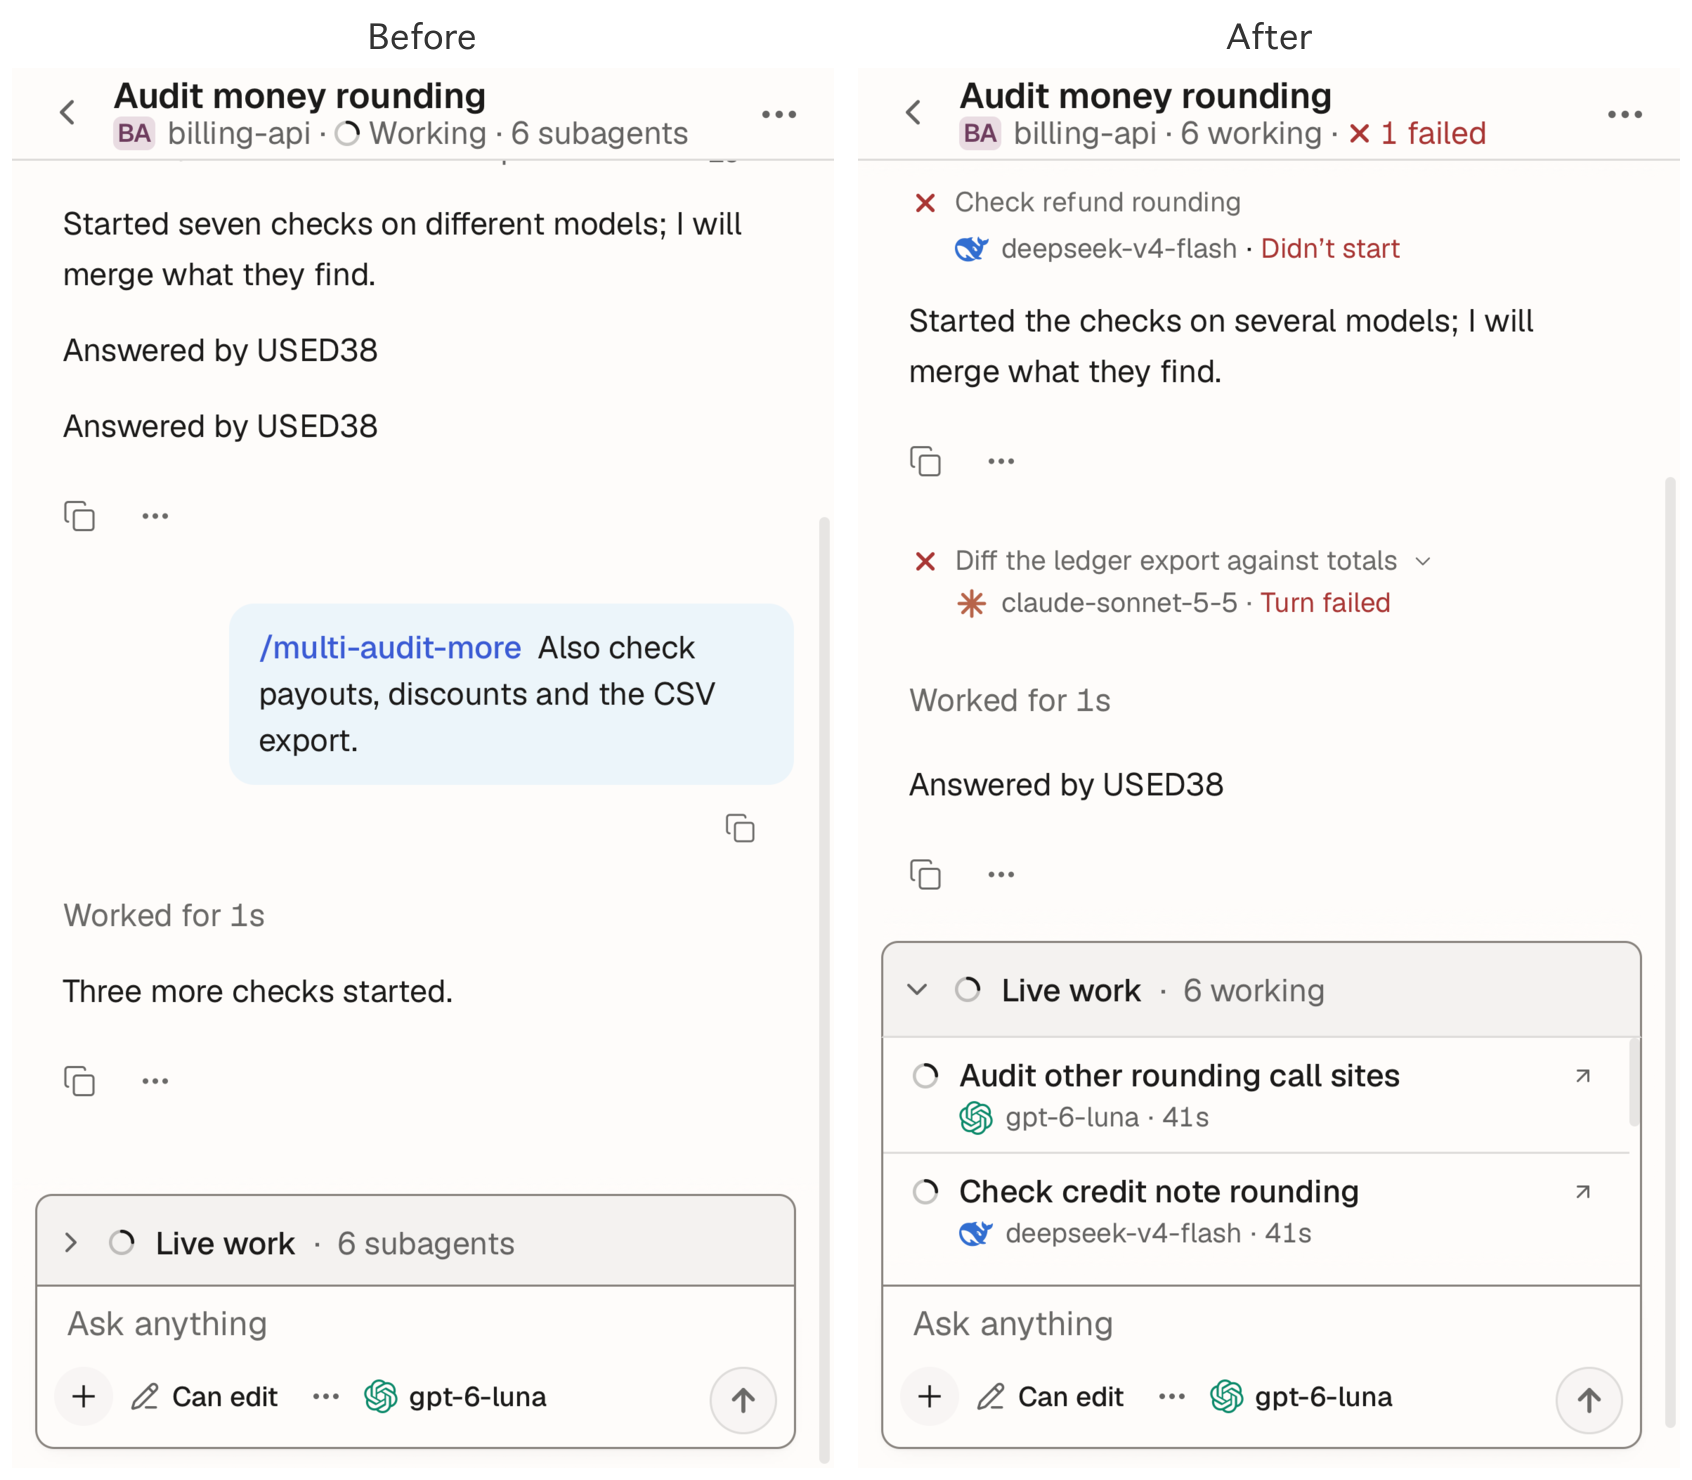 Before
Audit money rounding
BA billing-api · Working · 6 subagents
Started seven checks on different models; I will
merge what they find.
Answered by USED38
Answered by USED38
/multi-audit-more Also check
payouts, discounts and the CSV
export.
Worked for 1s
Three more checks started.
Live work · 6 subagents
Ask anything
Can edit
gpt-6-luna
After
Audit money rounding
BA billing-api · 6 working · 1 failed
Check refund rounding
deepseek-v4-flash · Didn’t start
Started the checks on several models; I will
merge what they find.
Diff the ledger export against totals
claude-sonnet-5-5 · Turn failed
Worked for 1s
Answered by USED38
Live work · 6 working
Audit other rounding call sites
gpt-6-luna · 41s
Check credit note rounding
deepseek-v4-flash · 41s
Ask anything
Can edit
gpt-6-luna